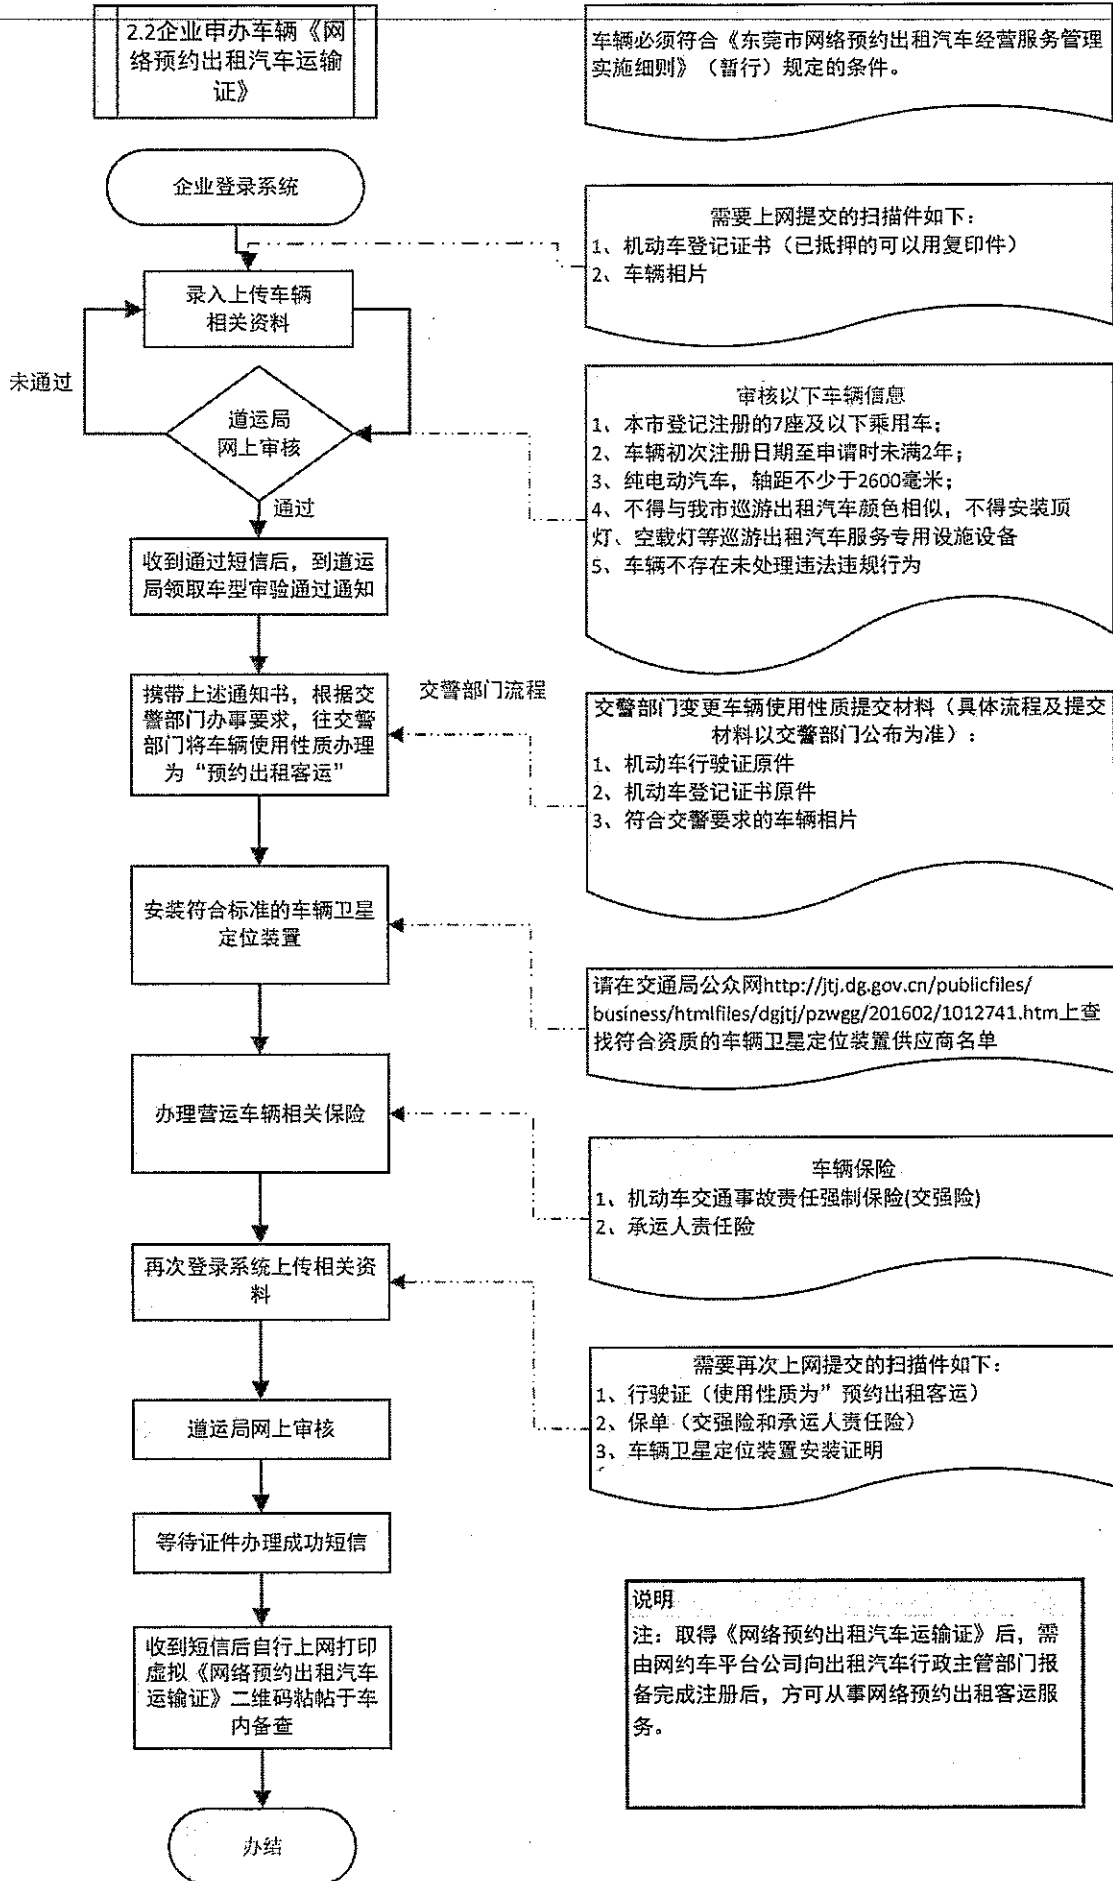 2.2企业申办车辆《网
络预约出租汽车运输
证》
车辆必须符合《东莞市网络预约出租汽车经营服务管理
实施细则》（暂行）规定的条件。
企业登录系统
需要上网提交的扫描件如下：
1、机动车登记证书（已抵押的可以用复印件）
2、车辆相片
录入上传车辆
相关资料
未通过
道运局
网上审核
通过
审核以下车辆信息
1、本市登记注册的7座及以下乘用车；
2、车辆初次注册日期至申请时未满2年；
3、纯电动汽车，轴距不少于2600毫米；
4、不得与我市巡游出租汽车颜色相似，不得安装顶
灯、空载灯等巡游出租汽车服务专用设施设备
5、车辆不存在未处理违法违规行为
收到通过短信后，到道运
局领取车型审验通过通知
携带上述通知书，根据交
警部门办事要求，往交警
部门将车辆使用性质办理
为“预约出租客运”
交警部门流程
交警部门变更车辆使用性质提交材料（具体流程及提交
材料以交警部门公布为准）：
1、机动车行驶证原件
2、机动车登记证书原件
3、符合交警要求的车辆相片
安装符合标准的车辆卫星
定位装置
请在交通局公众网http://jtj.dg.gov.cn/publicfiles/
business/htmlfiles/dgjtj/pzwgg/201602/1012741.htm上查
找符合资质的车辆卫星定位装置供应商名单
办理营运车辆相关保险
车辆保险
1、机动车交通事故责任强制保险(交强险)
2、承运人责任险
再次登录系统上传相关资
料
需要再次上网提交的扫描件如下：
1、行驶证（使用性质为”预约出租客运）
2、保单（交强险和承运人责任险）
3、车辆卫星定位装置安装证明
道运局网上审核
等待证件办理成功短信
收到短信后自行上网打印
虚拟《网络预约出租汽车
运输证》二维码粘帖于车
内备查
说明
注：取得《网络预约出租汽车运输证》后，需
由网约车平台公司向出租汽车行政主管部门报
备完成注册后，方可从事网络预约出租客运服
务。
办结